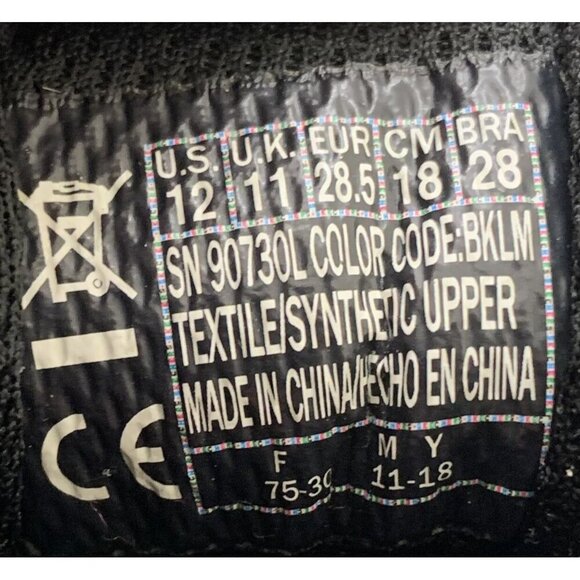 U.S. U.K. EUR CM BRA
12 11 28.5 18 28
SN 90730L COLOR CODE:BKLM
TEXTILE/SYNTHETIC UPPER
MADE IN CHINA/HECHO EN CHINA
F M Y
75-30 11-18
CE